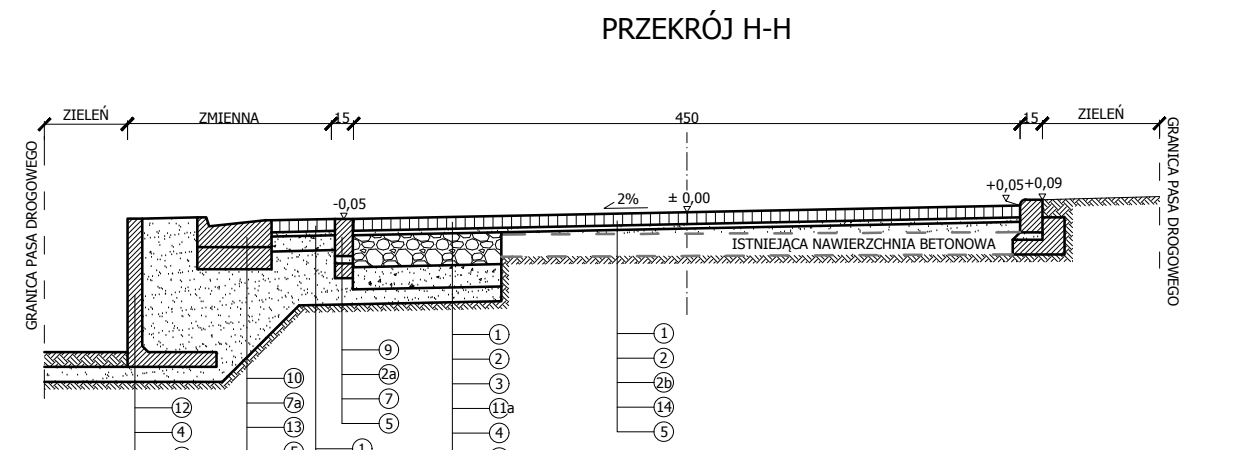 PRZEKRÓJ H-H
ZIELEŃ
ZMIENNA
15
450
15
ZIELEŃ
GRANICA PASA DROGOWEGO
GRANICA PASA DROGOWEGO
-0,05
2%
± 0,00
+0,05
+0,09
ISTNIEJĄCA NAWIERZCHNIA BETONOWA
12
4
10
7a
13
1
9
2a
7
5
1
2
3
11a
4
1
2
2b
14
5